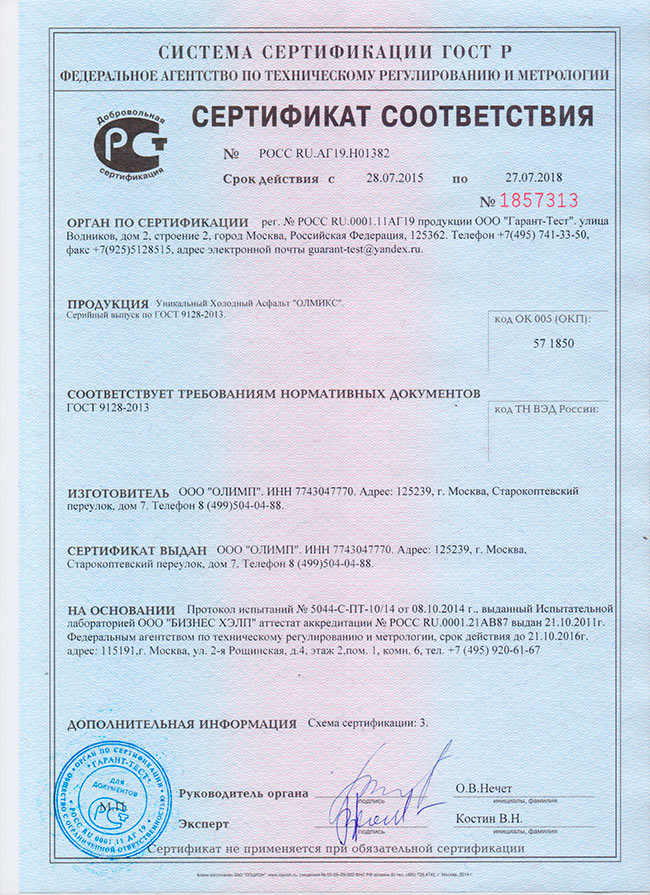 СИСТЕМА СЕРТИФИКАЦИИ ГОСТ Р
ФЕДЕРАЛЬНОЕ АГЕНТСТВО ПО ТЕХНИЧЕСКОМУ РЕГУЛИРОВАНИЮ И МЕТРОЛОГИИ
Добровольная
РСТ
сертификация
СЕРТИФИКАТ СООТВЕТСТВИЯ
№ РОСС RU.АГ19.Н01382
Срок действия с 28.07.2015 по 27.07.2018
№ 1857313
ОРГАН ПО СЕРТИФИКАЦИИ рег. № РОСС RU.0001.11АГ19 продукции ООО "Гарант-Тест". улица
Водников, дом 2, строение 2, город Москва, Российская Федерация, 125362. Телефон +7(495) 741-33-50,
факс +7(925)5128515, адрес электронной почты guarant-test@yandex.ru.
ПРОДУКЦИЯ Уникальный Холодный Асфальт "ОЛМИКС".
Серийный выпуск по ГОСТ 9128-2013.
код ОК 005 (ОКП):
57 1850
СООТВЕТСТВУЕТ ТРЕБОВАНИЯМ НОРМАТИВНЫХ ДОКУМЕНТОВ
ГОСТ 9128-2013
код ТН ВЭД России:
ИЗГОТОВИТЕЛЬ ООО "ОЛИМП". ИНН 7743047770. Адрес: 125239, г. Москва, Старокоптевский
переулок, дом 7. Телефон 8 (499)504-04-88.
СЕРТИФИКАТ ВЫДАН ООО "ОЛИМП". ИНН 7743047770. Адрес: 125239, г. Москва,
Старокоптевский переулок, дом 7. Телефон 8 (499)504-04-88.
НА ОСНОВАНИИ Протокол испытаний № 5044-С-ПТ-10/14 от 08.10.2014 г., выданный Испытательной
лабораторией ООО "БИЗНЕС ХЭЛП" аттестат аккредитации № РОСС RU.0001.21АВ87 выдан 21.10.2011г.
Федеральным агентством по техническому регулированию и метрологии, срок действия до 21.10.2016г.
адрес: 115191,г. Москва, ул. 2-я Рощинская, д.4, этаж 2,пом. 1, комн. 6, тел. +7 (495) 920-61-67
ДОПОЛНИТЕЛЬНАЯ ИНФОРМАЦИЯ Схема сертификации: 3.
ОРГАН ПО СЕРТИФИКАЦИИ
"ГАРАНТ-ТЕСТ"
ДЛЯ
ДОКУМЕНТОВ
М.П.
РОСС RU 0001 11 АГ 19
ОБЩЕСТВО С ОГРАНИЧЕННОЙ ОТВЕТСТВЕННОСТЬЮ
Руководитель органа О.В.Нечет
подпись инициалы, фамилия
Эксперт Костин В.Н.
подпись инициалы, фамилия
Сертификат не применяется при обязательной сертификации